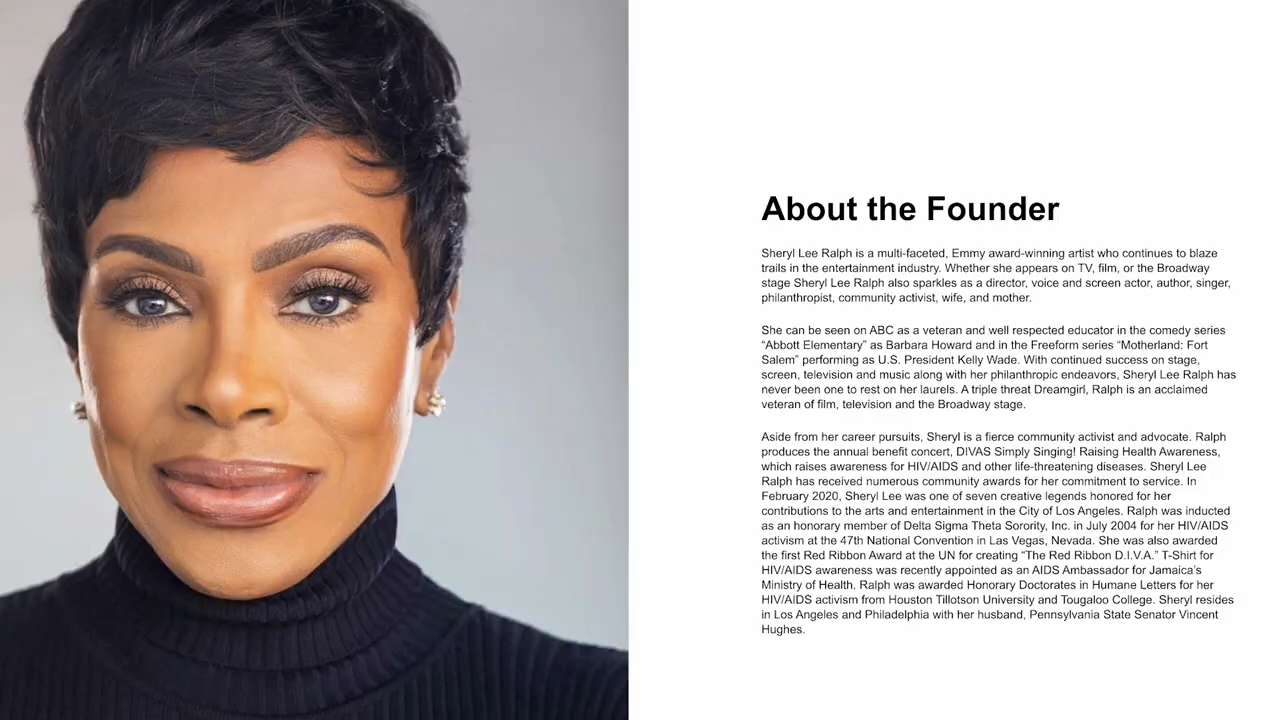 About the Founder
Sheryl Lee Ralph is a multi-faceted, Emmy award-winning artist who continues to blaze
trails in the entertainment industry. Whether she appears on TV, film, or the Broadway
stage Sheryl Lee Ralph also sparkles as a director, voice and screen actor, author, singer,
philanthropist, community activist, wife, and mother.
She can be seen on ABC as a veteran and well respected educator in the comedy series
“Abbott Elementary” as Barbara Howard and in the Freeform series “Motherland: Fort
Salem” performing as U.S. President Kelly Wade. With continued success on stage,
screen, television and music along with her philanthropic endeavors, Sheryl Lee Ralph has
never been one to rest on her laurels. A triple threat Dreamgirl, Ralph is an acclaimed
veteran of film, television and the Broadway stage.
Aside from her career pursuits, Sheryl is a fierce community activist and advocate. Ralph
produces the annual benefit concert, DIVAS Simply Singing! Raising Health Awareness,
which raises awareness for HIV/AIDS and other life-threatening diseases. Sheryl Lee
Ralph has received numerous community awards for her commitment to service. In
February 2020, Sheryl Lee was one of seven creative legends honored for her
contributions to the arts and entertainment in the City of Los Angeles. Ralph was inducted
as an honorary member of Delta Sigma Theta Sorority, Inc. in July 2004 for her HIV/AIDS
activism at the 47th National Convention in Las Vegas, Nevada. She was also awarded
the first Red Ribbon Award at the UN for creating “The Red Ribbon D.I.V.A.” T-Shirt for
HIV/AIDS awareness was recently appointed as an AIDS Ambassador for Jamaica’s
Ministry of Health. Ralph was awarded Honorary Doctorates in Humane Letters for her
HIV/AIDS activism from Houston Tillotson University and Tougaloo College. Sheryl resides
in Los Angeles and Philadelphia with her husband, Pennsylvania State Senator Vincent
Hughes.